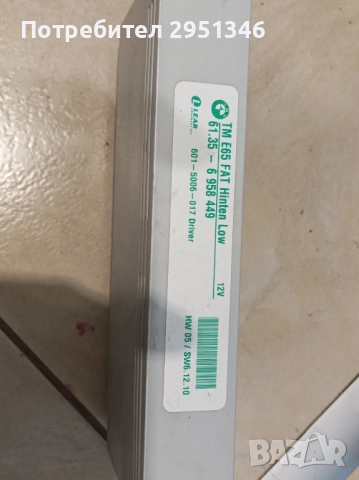 Потребител 2951346
TM E65 FAT Hinten Low
61.35 - 6 958 449
12V
LEAR
601-5006-017 Driver
HW 05 / SW6.12.10
BAZAR